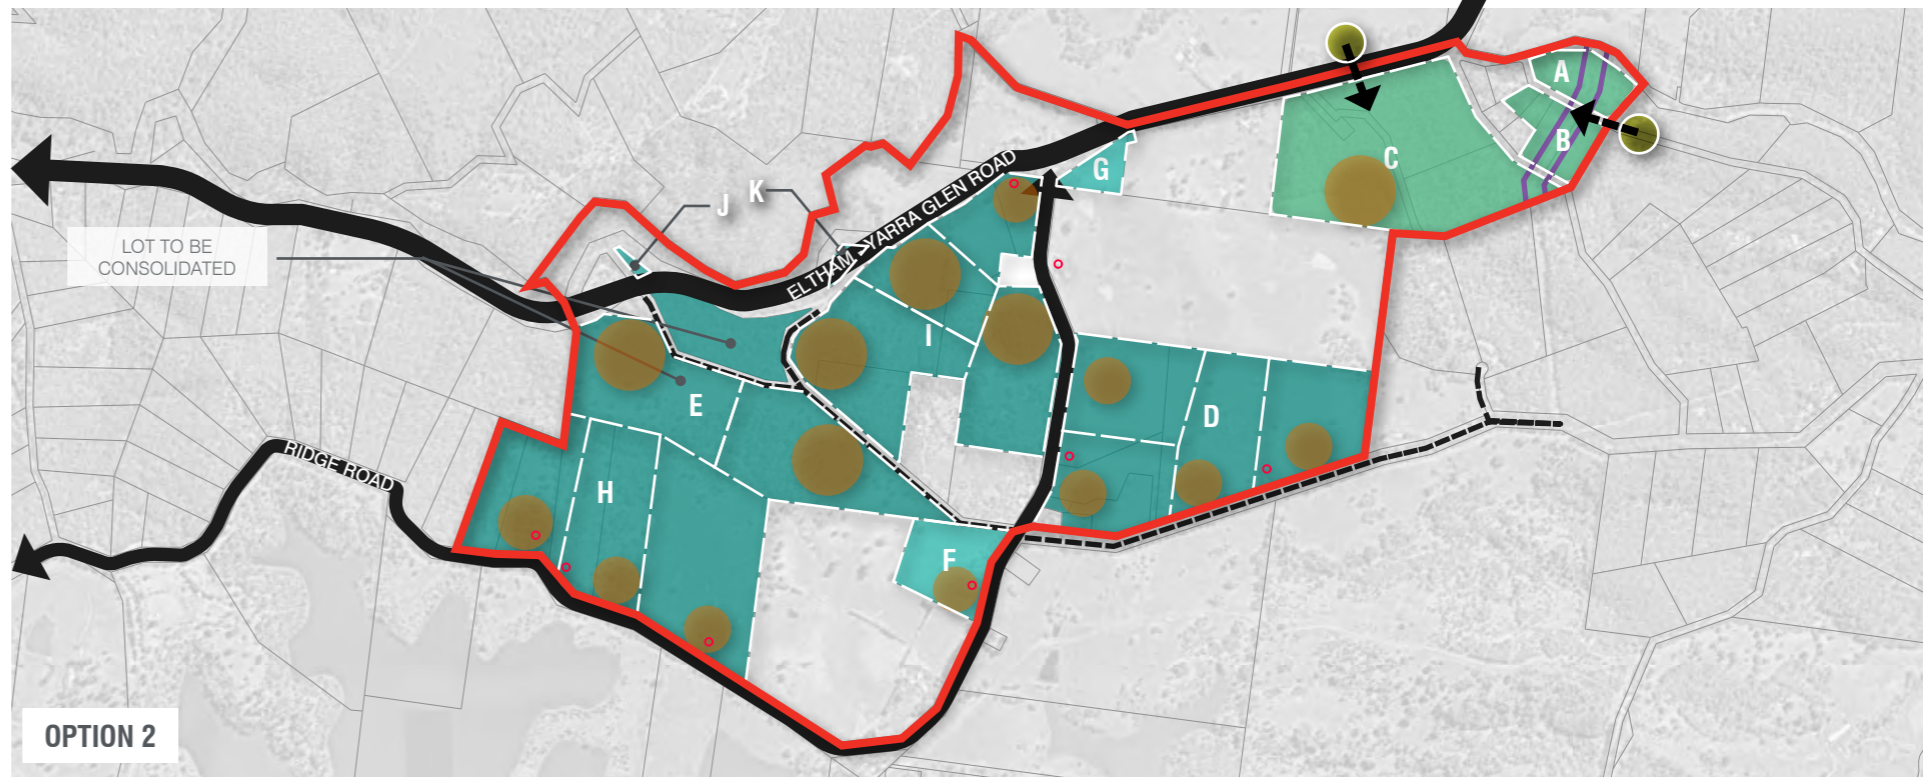 A
B
C
G
K
J
ELTHAM YARRA GLEN ROAD
LOT TO BE
CONSOLIDATED
I
E
D
H
RIDGE ROAD
F
OPTION 2